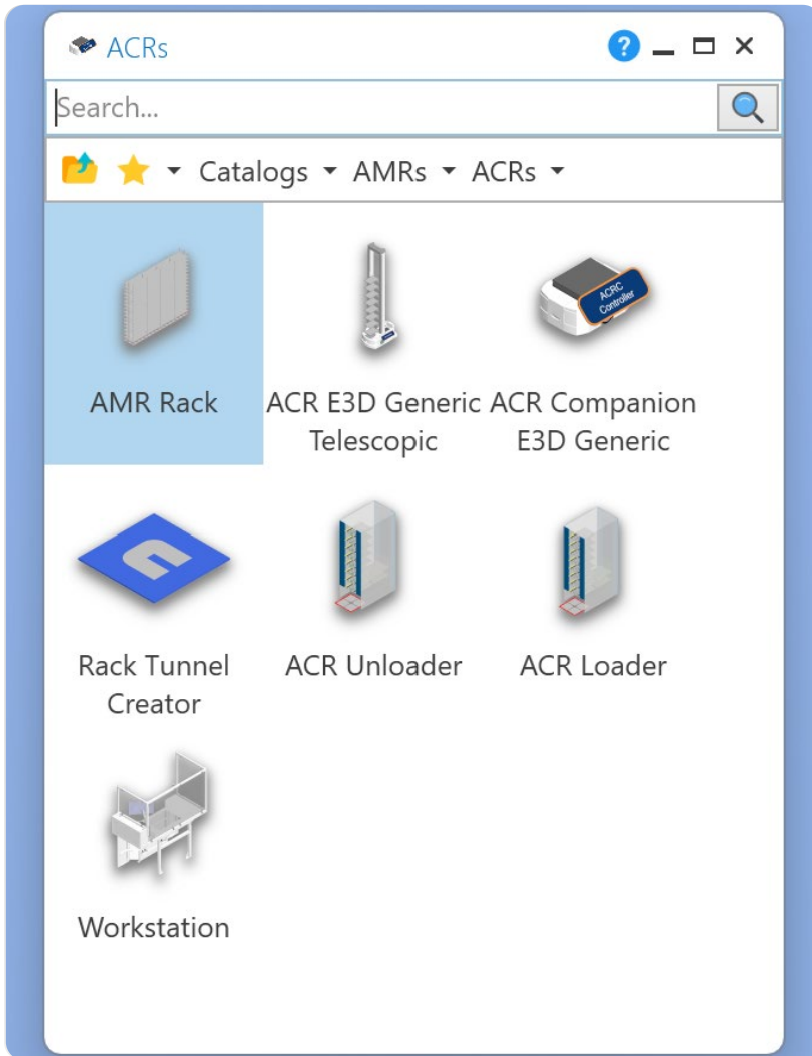 ACRs
Search...
Catalogs AMRs ACRs
AMR Rack
ACR E3D Generic
Telescopic
ACRC
Controller
ACR Companion
E3D Generic
Rack Tunnel
Creator
ACR Unloader
ACR Loader
Workstation